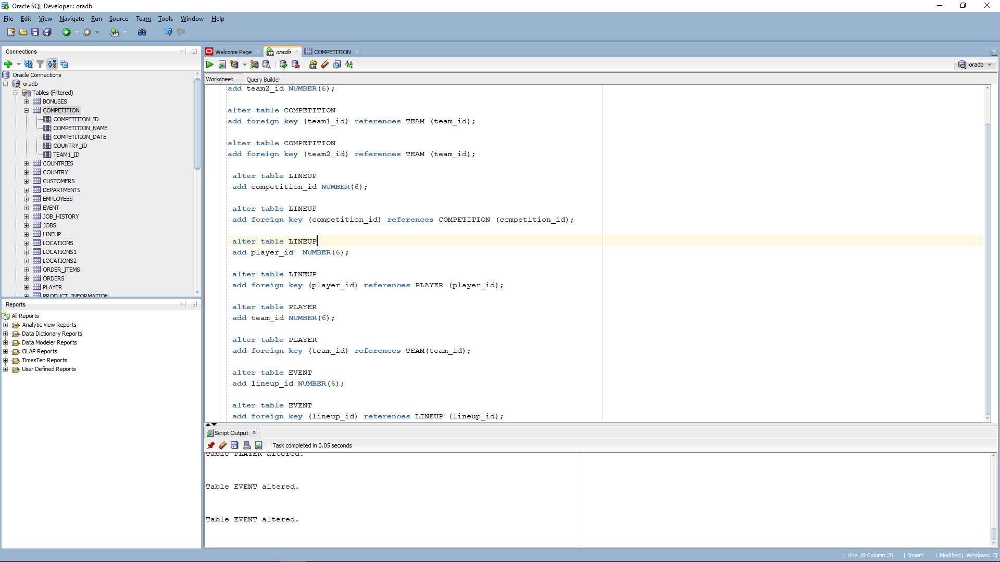 Oracle SQL Developer : oradb
File Edit View Navigate Run Source Team Tools Window Help
Connections
Oracle Connections
oradb
Tables (Filtered)
BONUSES
COMPETITION
COMPETITION_ID
COMPETITION_NAME
COMPETITION_DATE
COUNTRY_ID
TEAM1_ID
COUNTRIES
COUNTRY
CUSTOMERS
DEPARTMENTS
EMPLOYEES
EVENT
JOB_HISTORY
JOBS
LINEUP
LOCATIONS
LOCATIONS1
LOCATIONS2
ORDER_ITEMS
ORDERS
PLAYER
PRODUCT_INFORMATION
Reports
All Reports
Analytic View Reports
Data Dictionary Reports
Data Modeler Reports
OLAP Reports
TimesTen Reports
User Defined Reports
Welcome Page oradb COMPETITION
oradb
Worksheet Query Builder
add team2_id NUMBER(6);
alter table COMPETITION
add foreign key (team1_id) references TEAM (team_id);
alter table COMPETITION
add foreign key (team2_id) references TEAM (team_id);
alter table LINEUP
add competition_id NUMBER(6);
alter table LINEUP
add foreign key (competition_id) references COMPETITION (competition_id);
alter table LINEUP
add player_id  NUMBER(6);
alter table LINEUP
add foreign key (player_id) references PLAYER (player_id);
alter table PLAYER
add team_id NUMBER(6);
alter table PLAYER
add foreign key (team_id) references TEAM(team_id);
alter table EVENT
add lineup_id NUMBER(6);
alter table EVENT
add foreign key (lineup_id) references LINEUP (lineup_id);
Script Output
Task completed in 0.05 seconds
Table PLAYER altered.
Table EVENT altered.
Table EVENT altered.
Line 18 Column 20 | Insert | Modified | Windows: CF